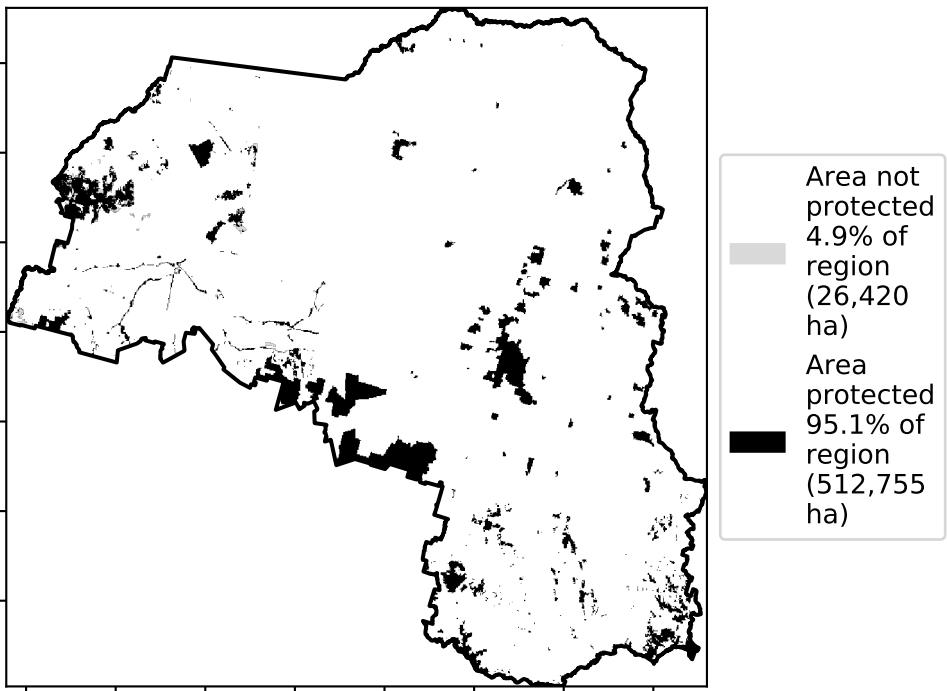 Area not
protected
4.9% of
region
(26,420
ha)
Area
protected
95.1% of
region
(512,755
ha)